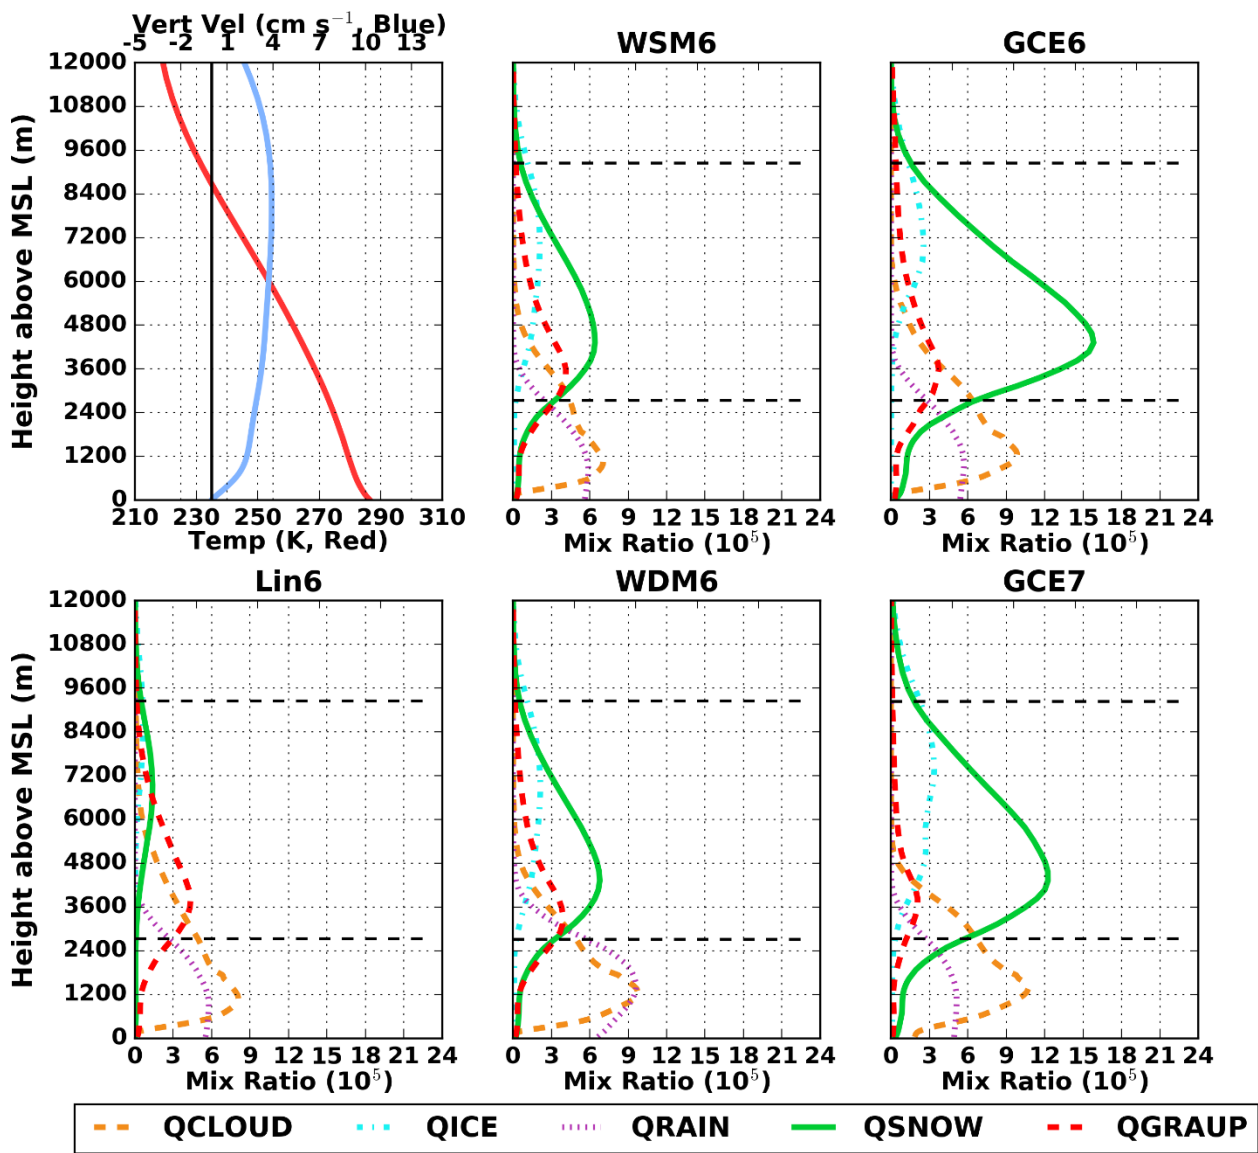 Vert Vel (cm s⁻¹, Blue)
-5 -2 1 4 7 10 13
WSM6
GCE6
Height above MSL (m)
12000
10800
9600
8400
7200
6000
4800
3600
2400
1200
0
210 230 250 270 290 310
Temp (K, Red)
0 3 6 9 12 15 18 21 24
Mix Ratio (10⁵)
0 3 6 9 12 15 18 21 24
Mix Ratio (10⁵)
Lin6
WDM6
GCE7
Height above MSL (m)
12000
10800
9600
8400
7200
6000
4800
3600
2400
1200
0
0 3 6 9 12 15 18 21 24
Mix Ratio (10⁵)
0 3 6 9 12 15 18 21 24
Mix Ratio (10⁵)
0 3 6 9 12 15 18 21 24
Mix Ratio (10⁵)
QCLOUD QICE QRAIN QSNOW QGRAUP